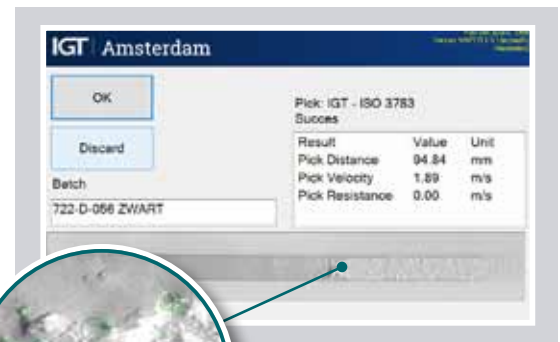 IGT Amsterdam
OK
Discard
Batch
722-D-056 ZWART
Pick: IGT - ISO 3783
Succes
Result Value Unit
Pick Distance 94.84 mm
Pick Velocity 1.89 m/s
Pick Resistance 0.00 m/s